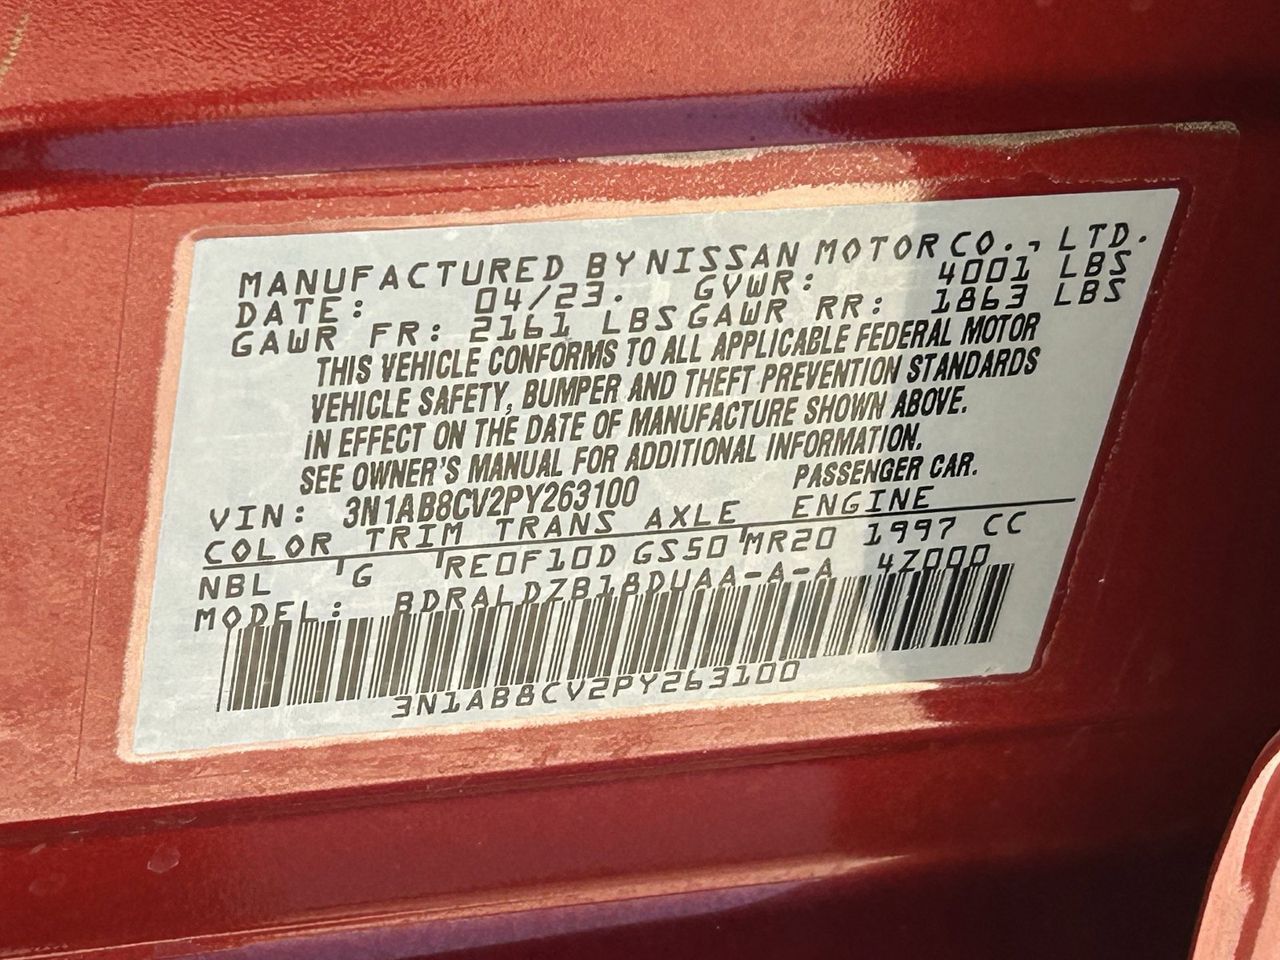 MANUFACTURED BY NISSAN MOTOR CO., LTD.
DATE: 04/23. GVWR: 4001 LBS
GAWR FR: 2161 LBS GAWR RR: 1863 LBS
THIS VEHICLE CONFORMS TO ALL APPLICABLE FEDERAL MOTOR
VEHICLE SAFETY, BUMPER AND THEFT PREVENTION STANDARDS
IN EFFECT ON THE DATE OF MANUFACTURE SHOWN ABOVE.
SEE OWNER'S MANUAL FOR ADDITIONAL INFORMATION.
VIN: 3N1AB8CV2PY263100 PASSENGER CAR.
COLOR TRIM TRANS AXLE ENGINE
NBL G RE0F10D GS50 MR20 1997 CC
MODEL: BDRALDZB18DUAA-A-A 4Z000
3N1AB8CV2PY263100